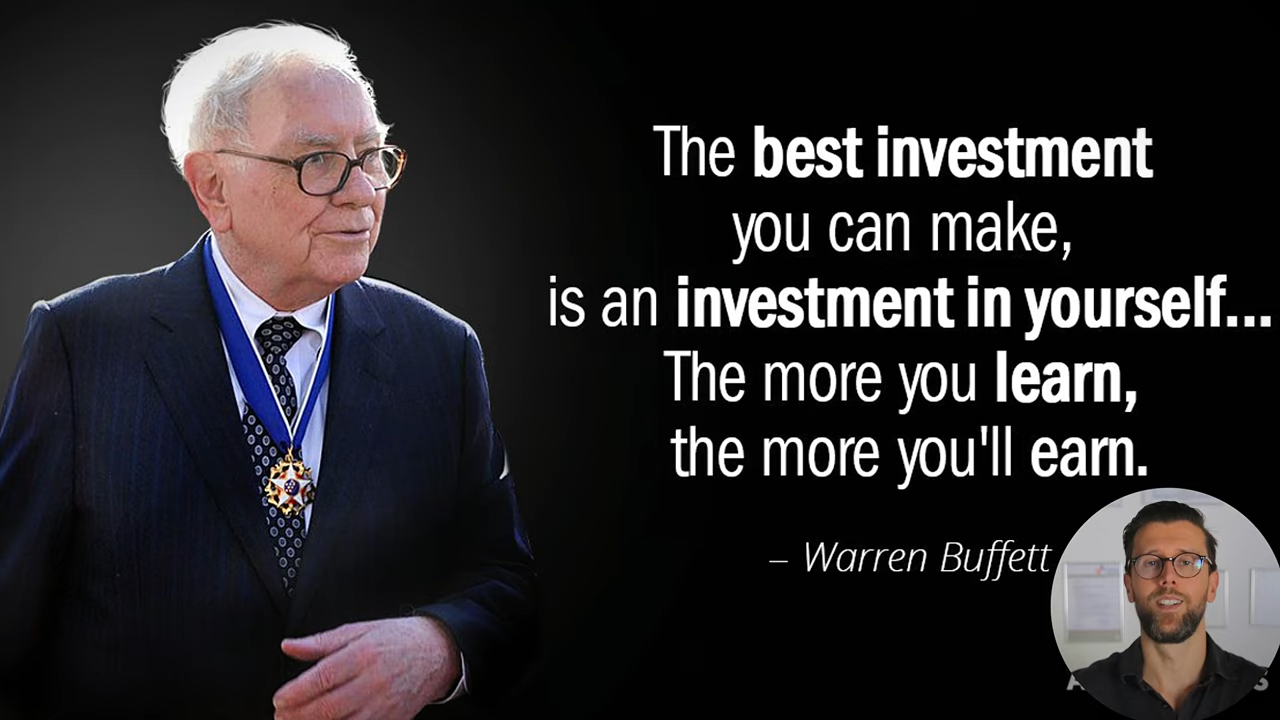 The best investment
you can make,
is an investment in yourself...
The more you learn,
the more you'll earn.
– Warren Buffett